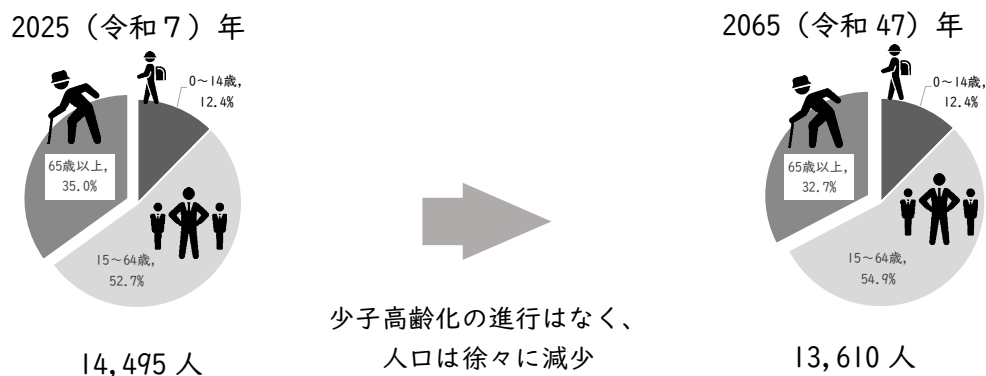 2025（令和７）年
0～14歳,
12.4%
65歳以上,
35.0%
15～64歳,
52.7%
14,495 人
少子高齢化の進行はなく、
人口は徐々に減少
2065（令和 47）年
0～14歳,
12.4%
65歳以上,
32.7%
15～64歳,
54.9%
13,610 人